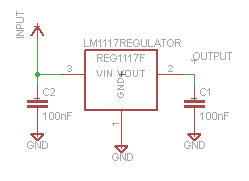 INPUT
LM1117REGULATOR
REG1117F
OUTPUT
3
VIN VOUT
2
GND
C2
100nF
C1
100nF
1
GND
GND
GND